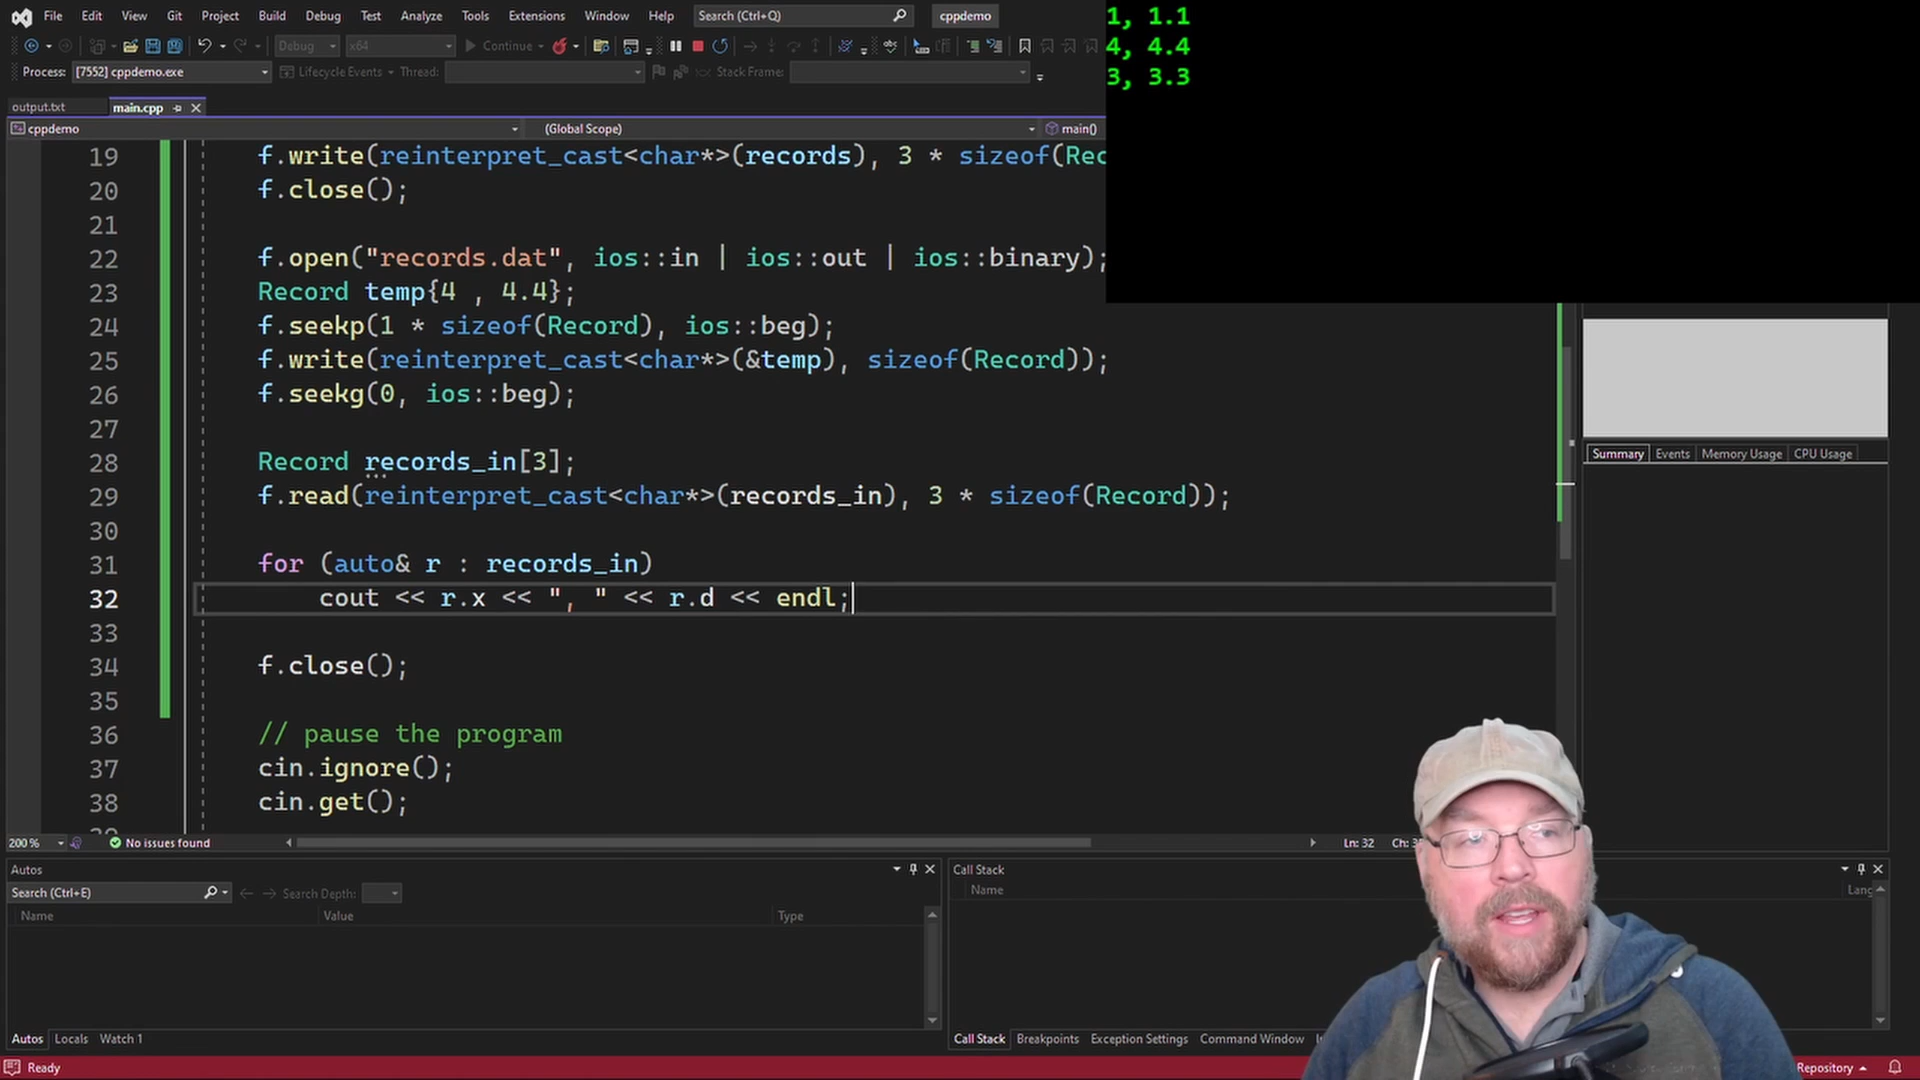 File Edit View Git Project Build Debug Test Analyze Tools Extensions Window Help Search (Ctrl+Q) cppdemo
Debug x64 Continue
Process: [7552] cppdemo.exe Lifecycle Events Thread: Stack Frame:
output.txt main.cpp
cppdemo (Global Scope) main()
1, 1.1
4, 4.4
3, 3.3
19 f.write(reinterpret_cast<char*>(records), 3 * sizeof(Rec
20 f.close();
21
22 f.open("records.dat", ios::in | ios::out | ios::binary);
23 Record temp{4 , 4.4};
24 f.seekp(1 * sizeof(Record), ios::beg);
25 f.write(reinterpret_cast<char*>(&temp), sizeof(Record));
26 f.seekg(0, ios::beg);
27
28 Record records_in[3];
29 f.read(reinterpret_cast<char*>(records_in), 3 * sizeof(Record));
30
31 for (auto& r : records_in)
32 cout << r.x << ", " << r.d << endl;
33
34 f.close();
35
36 // pause the program
37 cin.ignore();
38 cin.get();
Summary Events Memory Usage CPU Usage
200 % No issues found Ln: 32
Autos
Search (Ctrl+E) Search Depth:
Name Value Type
Autos Locals Watch 1
Call Stack
Name
Call Stack Breakpoints Exception Settings Command Window
Ready
Repository